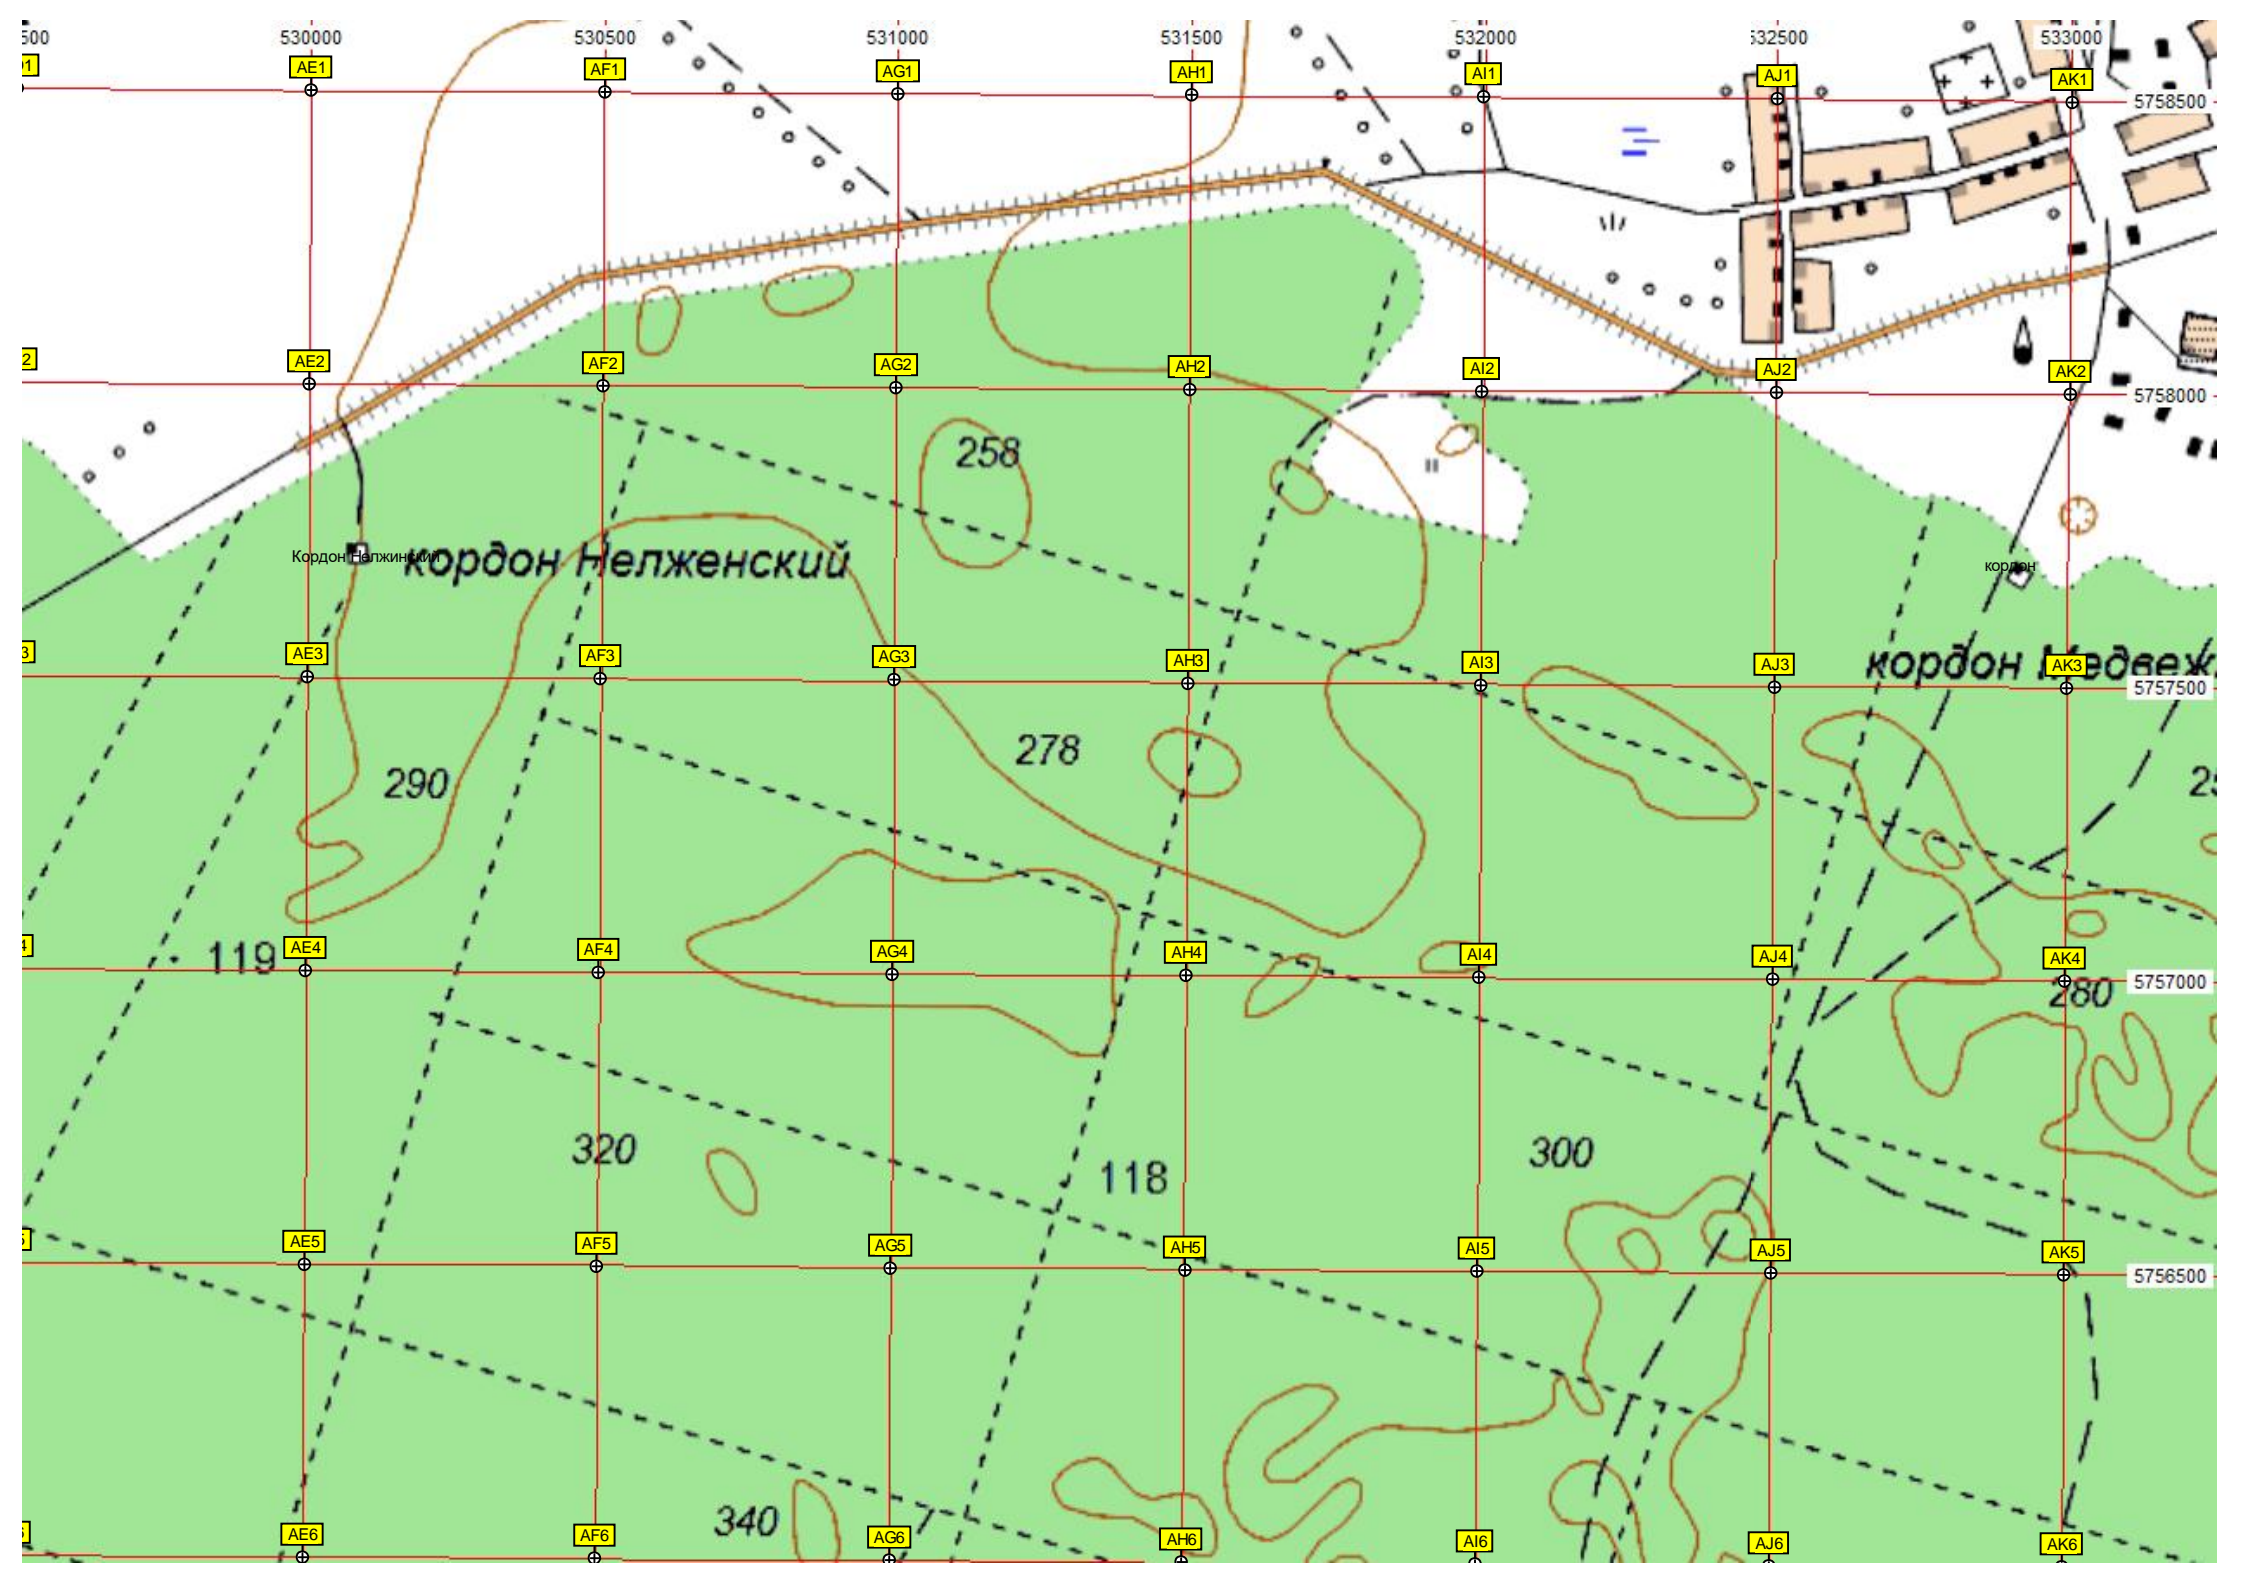 530000 530500 531000 531500 532000 532500 533000
AE1 AF1 AG1 AH1 AI1 AJ1 AK1
5758500
AE2 AF2 AG2 AH2 AI2 AJ2 AK2
5758000
258
Кордон Нелжинский
кордон Нелженский
кордон
AE3 AF3 AG3 AH3 AI3 AJ3 AK3
кордон Медвеж
5757500
278
290
119
AE4 AF4 AG4 AH4 AI4 AJ4 AK4
5757000
280
320
118
300
AE5 AF5 AG5 AH5 AI5 AJ5 AK5
5756500
340
AE6 AF6 AG6 AH6 AI6 AJ6 AK6